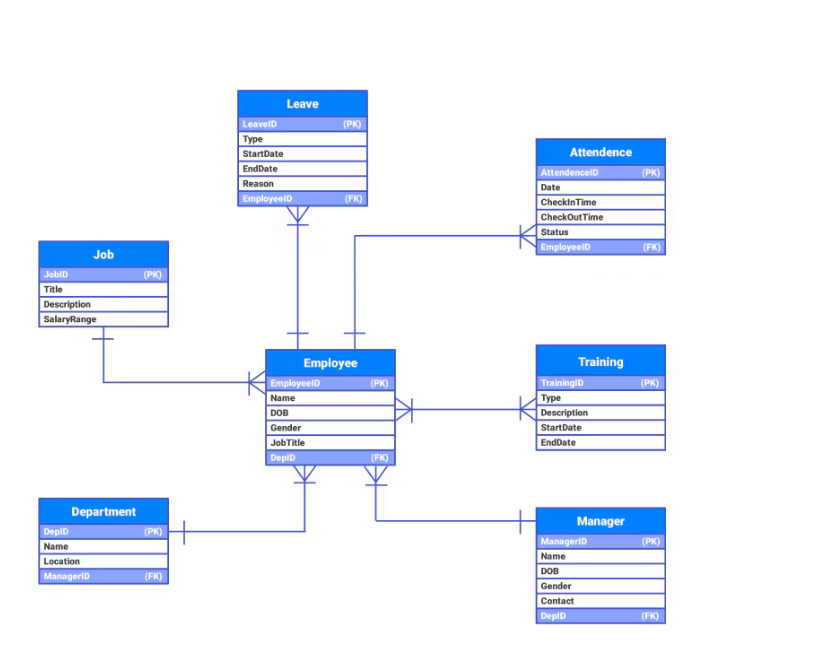 Leave
LeaveID (PK)
Type
StartDate
EndDate
Reason
EmployeeID (FK)
Attendence
AttendenceID (PK)
Date
CheckInTime
CheckOutTime
Status
EmployeeID (FK)
Job
JobID (PK)
Title
Description
SalaryRange
Employee
EmployeeID (PK)
Name
DOB
Gender
JobTitle
DepID (FK)
Training
TrainingID (PK)
Type
Description
StartDate
EndDate
Department
DepID (PK)
Name
Location
ManagerID (FK)
Manager
ManagerID (PK)
Name
DOB
Gender
Contact
DepID (FK)